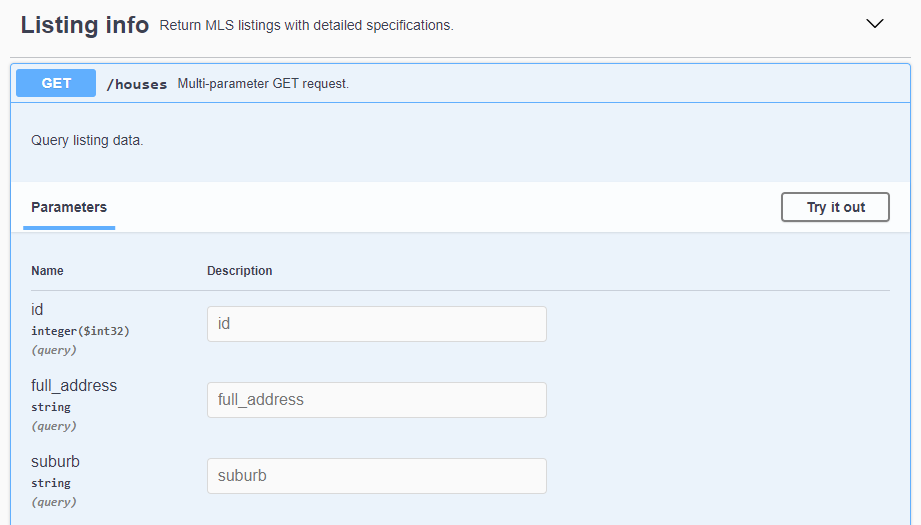 Listing info Return MLS listings with detailed specifications.
GET /houses Multi-parameter GET request.
Query listing data.
Parameters Try it out
Name Description
id
integer($int32)
(query)
id
full_address
string
(query)
full_address
suburb
string
(query)
suburb